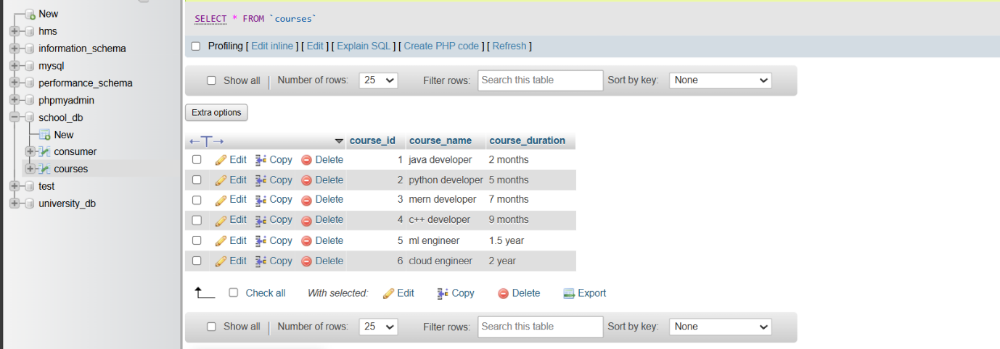 New
hms
information_schema
mysql
performance_schema
phpmyadmin
school_db
New
consumer
courses
test
university_db
SELECT * FROM `courses`
Profiling [ Edit inline ] [ Edit ] [ Explain SQL ] [ Create PHP code ] [ Refresh ]
Show all | Number of rows: 25 Filter rows: Search this table Sort by key: None
Extra options
course_id course_name course_duration
Edit Copy Delete 1 java developer 2 months
Edit Copy Delete 2 python developer 5 months
Edit Copy Delete 3 mern developer 7 months
Edit Copy Delete 4 c++ developer 9 months
Edit Copy Delete 5 ml engineer 1.5 year
Edit Copy Delete 6 cloud engineer 2 year
Check all With selected: Edit Copy Delete Export
Show all | Number of rows: 25 Filter rows: Search this table Sort by key: None